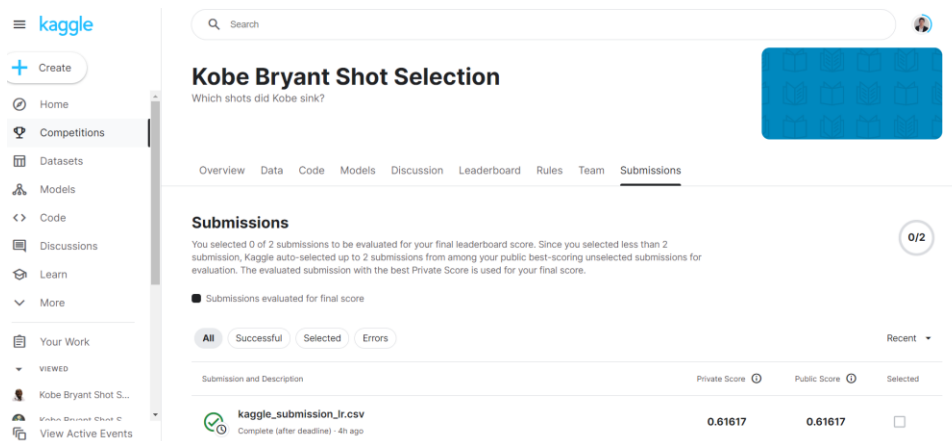 kaggle
Search
Create
Home
Competitions
Datasets
Models
Code
Discussions
Learn
More
Your Work
VIEWED
Kobe Bryant Shot S...
Kobe Bryant Shot S
View Active Events
Kobe Bryant Shot Selection
Which shots did Kobe sink?
Overview Data Code Models Discussion Leaderboard Rules Team Submissions
Submissions
You selected 0 of 2 submissions to be evaluated for your final leaderboard score. Since you selected less than 2
submission, Kaggle auto-selected up to 2 submissions from among your public best-scoring unselected submissions for
evaluation. The evaluated submission with the best Private Score is used for your final score.
0/2
Submissions evaluated for final score
All Successful Selected Errors
Recent
Submission and Description Private Score Public Score Selected
kaggle_submission_lr.csv 0.61617 0.61617
Complete (after deadline) · 4h ago